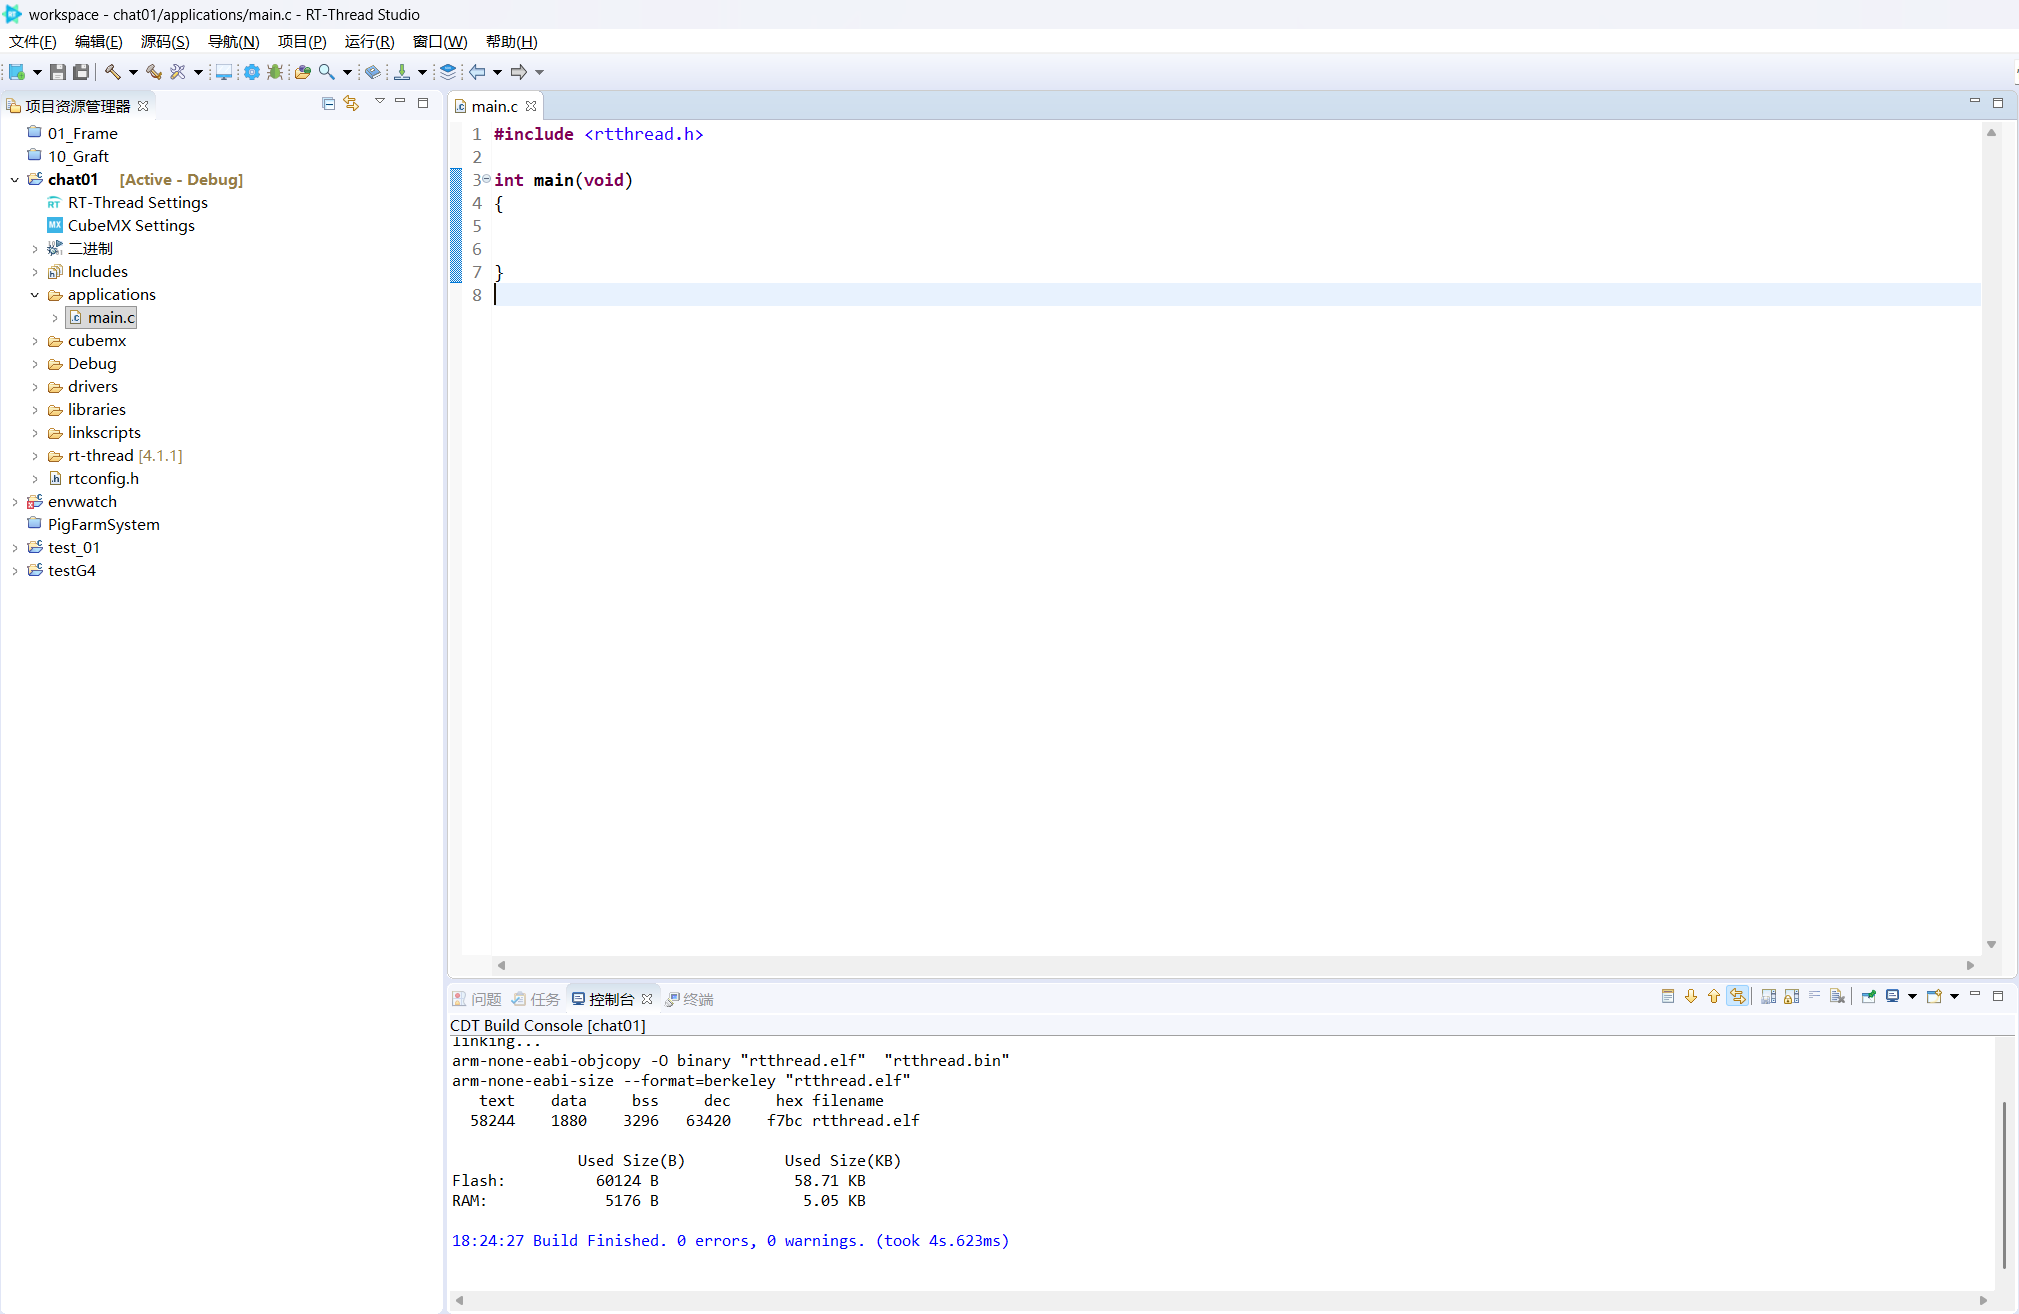 workspace - chat01/applications/main.c - RT-Thread Studio
文件(F) 编辑(E) 源码(S) 导航(N) 项目(P) 运行(R) 窗口(W) 帮助(H)
项目资源管理器
01_Frame
10_Graft
chat01 [Active - Debug]
RT-Thread Settings
CubeMX Settings
二进制
Includes
applications
main.c
cubemx
Debug
drivers
libraries
linkscripts
rt-thread [4.1.1]
rtconfig.h
envwatch
PigFarmSystem
test_01
testG4
main.c
1 #include <rtthread.h>
2
3 int main(void)
4 {
5
6
7 }
8
问题 任务 控制台 终端
CDT Build Console [chat01]
linking...
arm-none-eabi-objcopy -O binary "rtthread.elf"  "rtthread.bin"
arm-none-eabi-size --format=berkeley "rtthread.elf"
text data bss dec hex filename
58244 1880 3296 63420 f7bc rtthread.elf
Used Size(B) Used Size(KB)
Flash: 60124 B 58.71 KB
RAM: 5176 B 5.05 KB
18:24:27 Build Finished. 0 errors, 0 warnings. (took 4s.623ms)